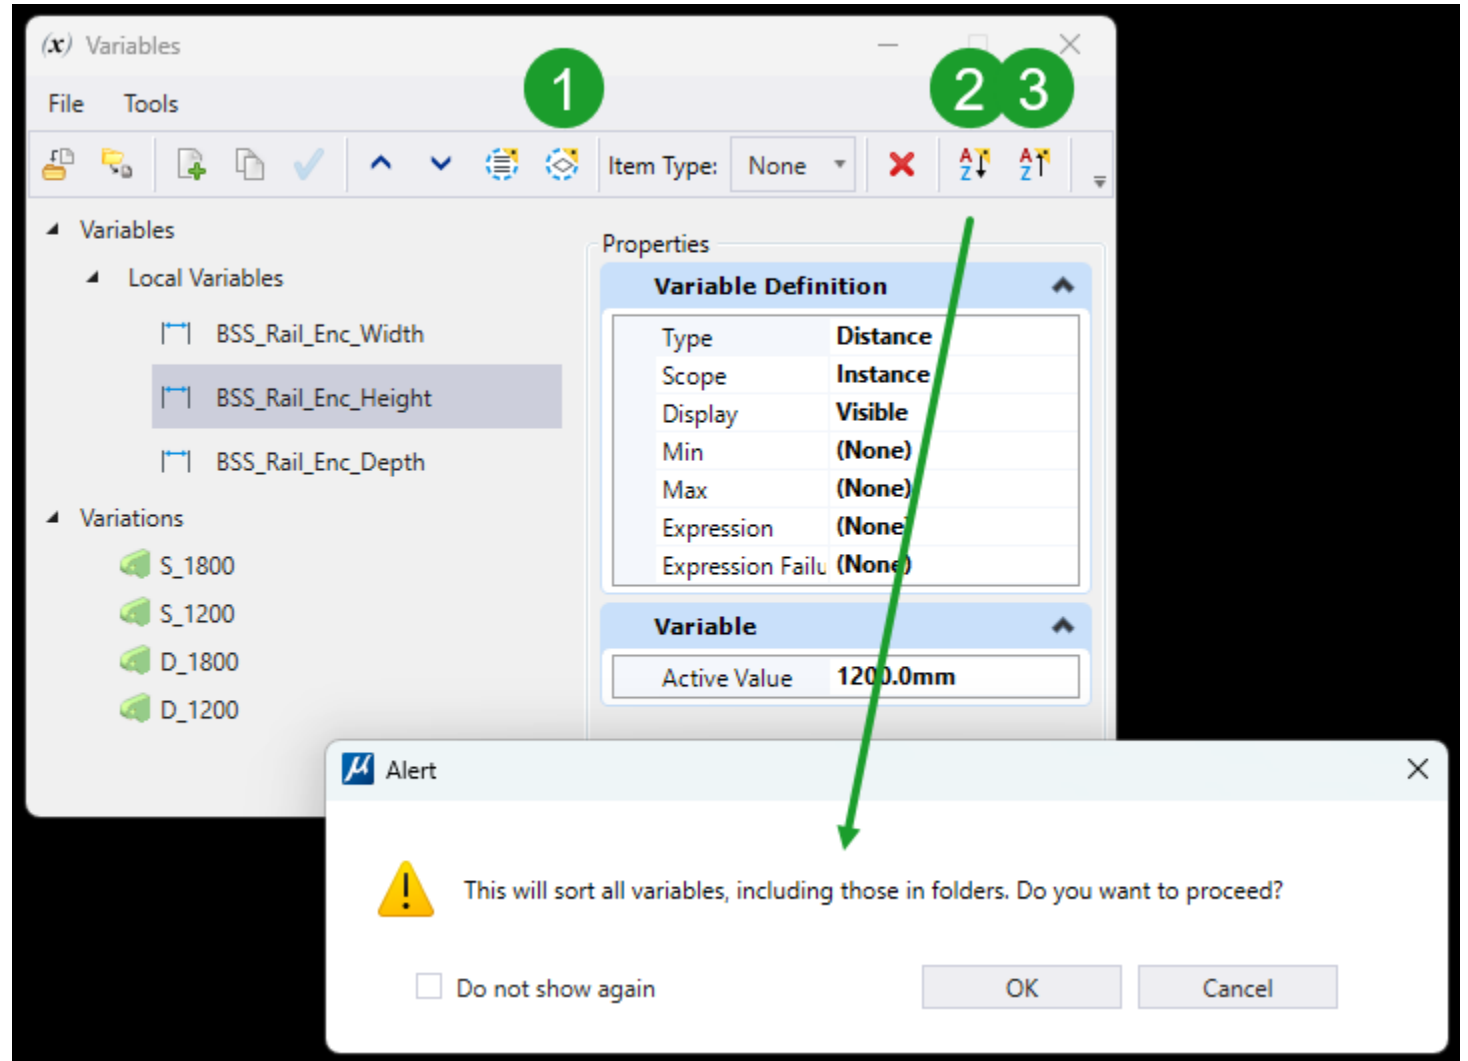 (x) Variables
1 2 3
File Tools
Item Type: None
Variables
Local Variables
BSS_Rail_Enc_Width
BSS_Rail_Enc_Height
BSS_Rail_Enc_Depth
Variations
S_1800
S_1200
D_1800
D_1200
Properties
Variable Definition
Type Distance
Scope Instance
Display Visible
Min (None)
Max (None)
Expression (None)
Expression Failu (None)
Variable
Active Value 1200.0mm
Alert
This will sort all variables, including those in folders. Do you want to proceed?
Do not show again
OK Cancel